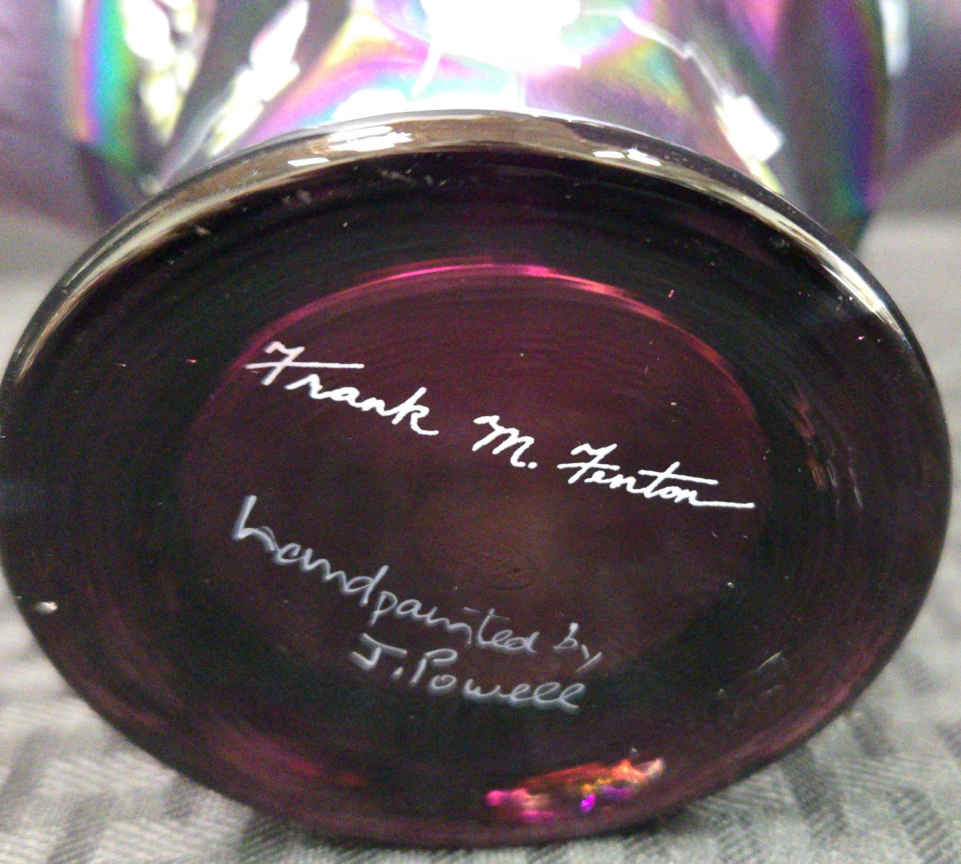 Frank M. Fenton
handpainted by
J. Powell